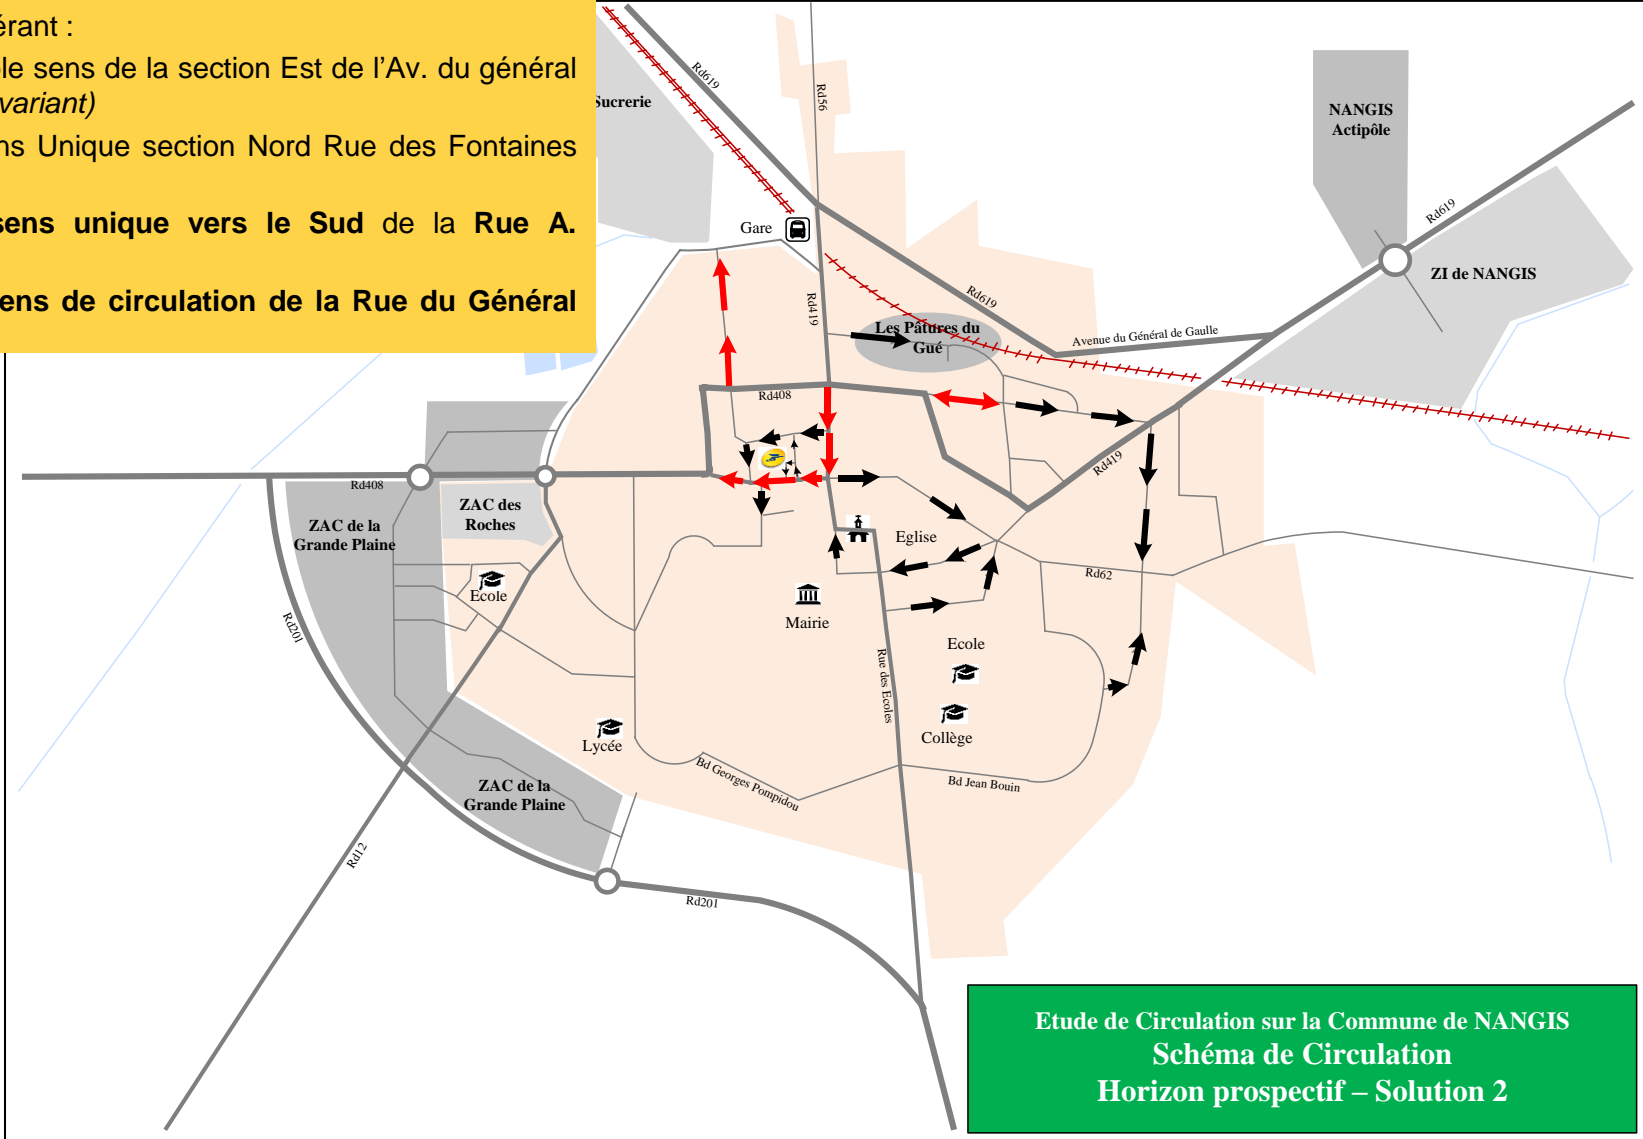 érant :
le sens de la section Est de l'Av. du général
variant)
ns Unique section Nord Rue des Fontaines
sens unique vers le Sud de la Rue A.
sens de circulation de la Rue du Général
Sucrerie
Rd619
Rd56
NANGIS
Actipôle
Rd619
ZI de NANGIS
Gare
Rd619
Rd419
Les Pâtures du
Gué
Avenue du Général de Gaulle
Rd408
Rd419
Rd408
ZAC de la
Grande Plaine
ZAC des
Roches
Eglise
Rd62
Ecole
Mairie
Rd201
Ecole
Rue des Ecoles
Collège
Lycée
Bd Georges Pompidou
Bd Jean Bouin
ZAC de la
Grande Plaine
Rd12
Rd201
Etude de Circulation sur la Commune de NANGIS
Schéma de Circulation
Horizon prospectif – Solution 2